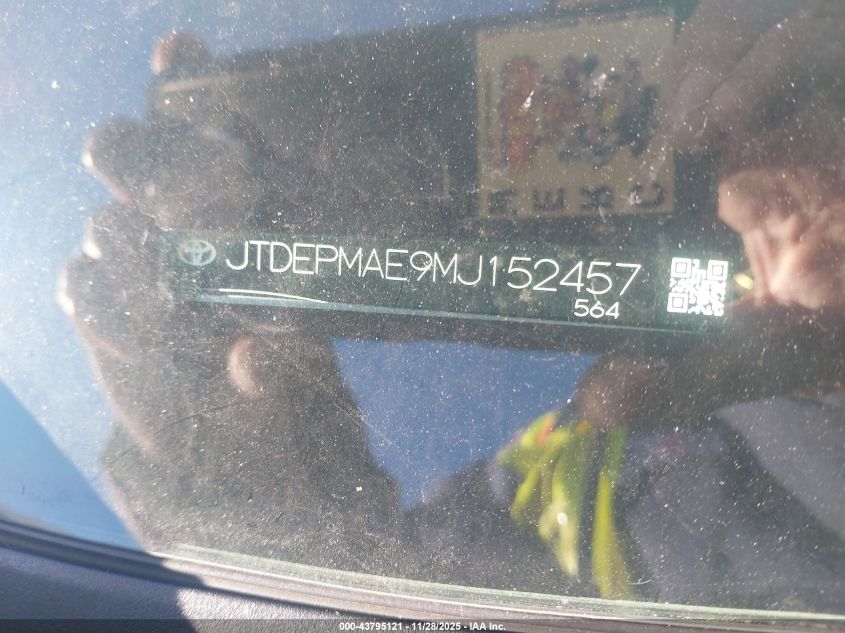 JTDEPMAE9MJ152457
564
000-43795121 - 11/28/2025 - IAA Inc.